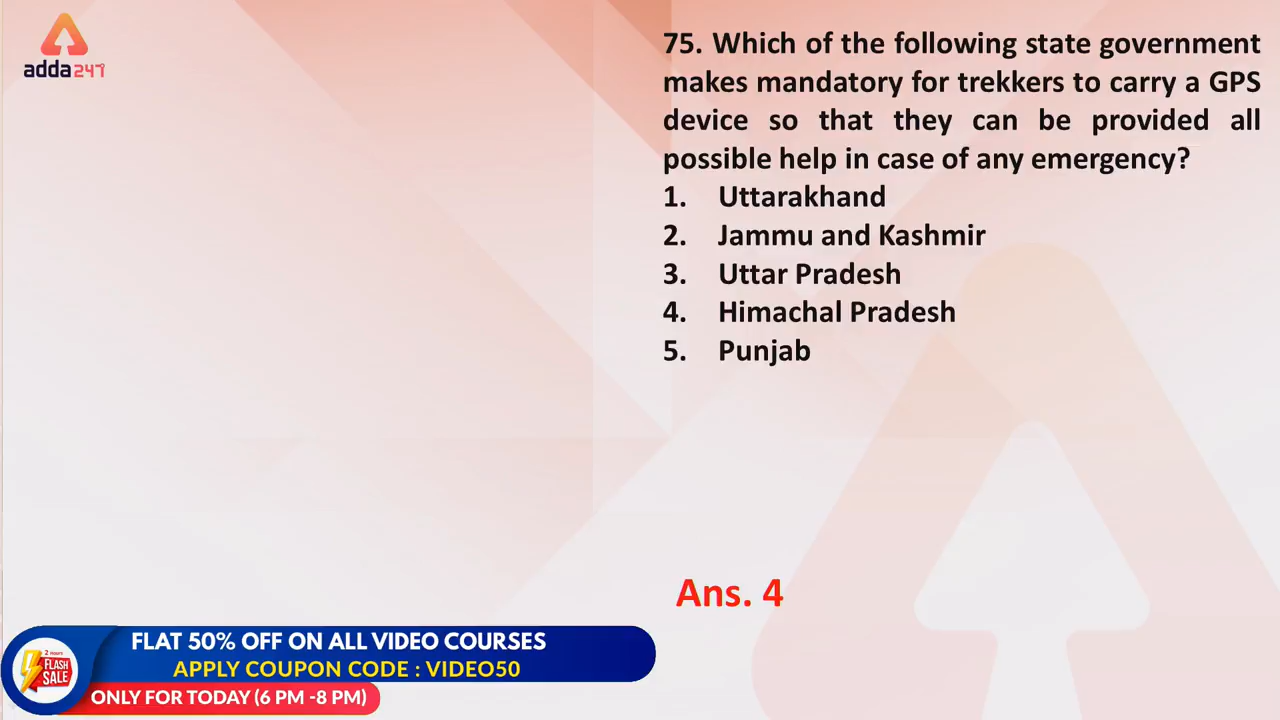 adda247
75. Which of the following state government
makes mandatory for trekkers to carry a GPS
device so that they can be provided all
possible help in case of any emergency?
1. Uttarakhand
2. Jammu and Kashmir
3. Uttar Pradesh
4. Himachal Pradesh
5. Punjab
Ans. 4
FLAT 50% OFF ON ALL VIDEO COURSES
APPLY COUPON CODE : VIDEO50
2 Hours
FLASH
SALE
ONLY FOR TODAY (6 PM -8 PM)